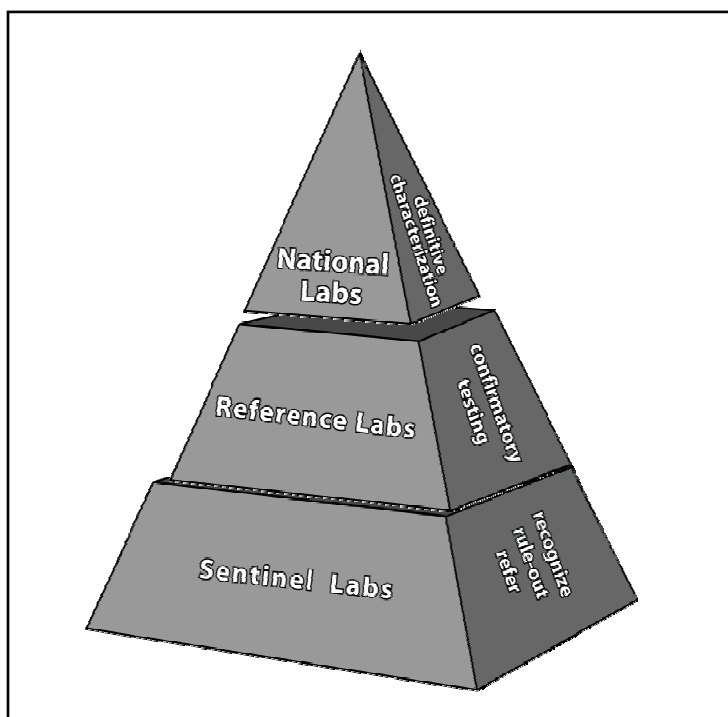 National
Labs
definitive
characterization
Reference Labs
confirmatory
testing
Sentinel Labs
recognize
rule-out
refer